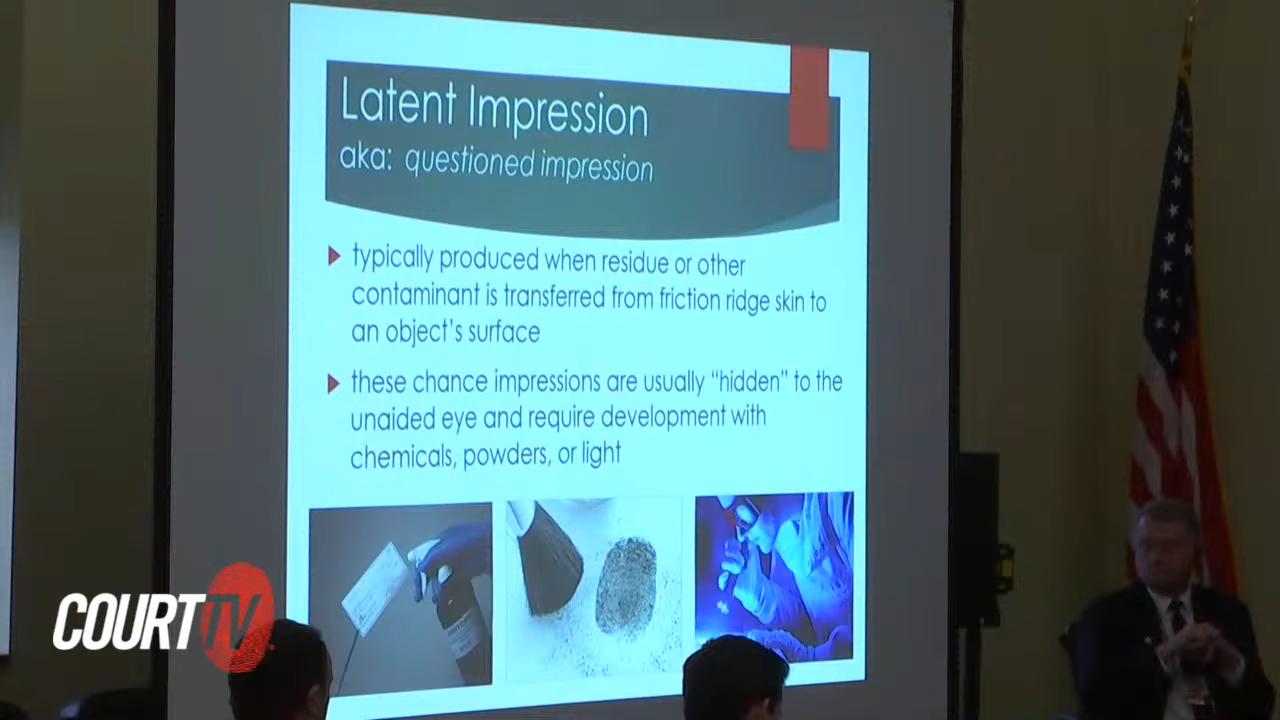 Latent Impression
aka: questioned impression
typically produced when residue or other
contaminant is transferred from friction ridge skin to
an object's surface
these chance impressions are usually "hidden" to the
unaided eye and require development with
chemicals, powders, or light
COURT TV